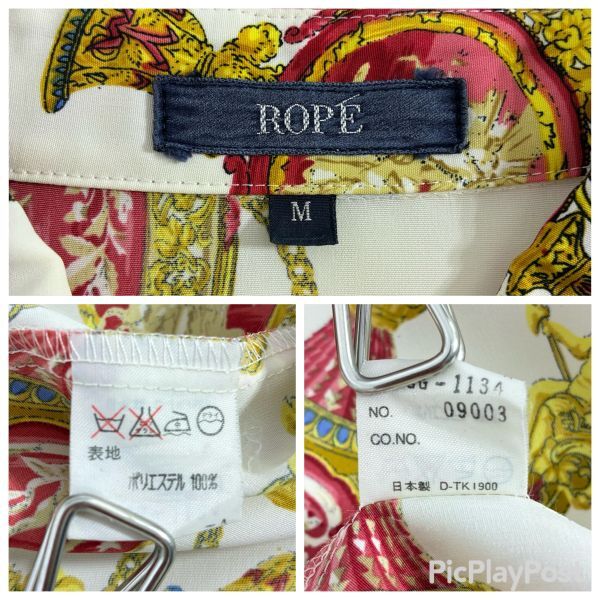 ROPÉ
M
ドライ
表地
ポリエステル 100%
GG-1134
NO. 09003
CO.NO.
日本製 D-TK1900
PicPlayPost